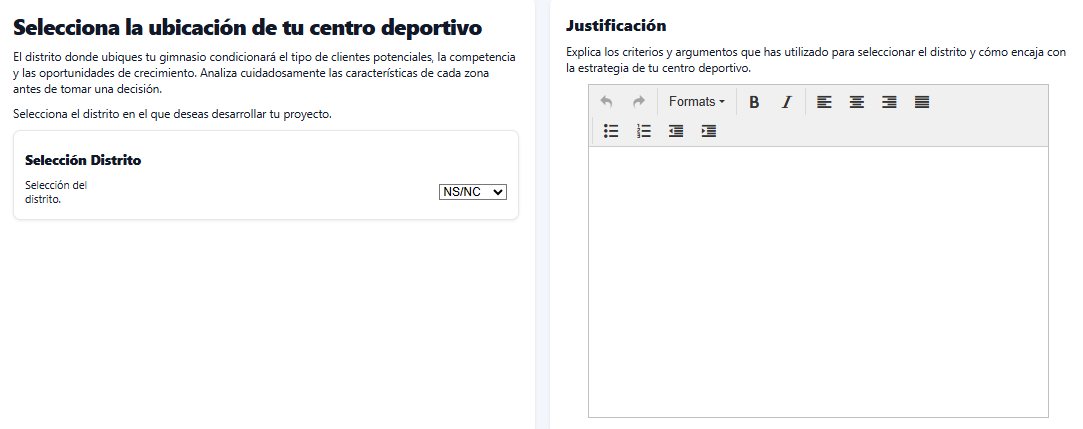 Selecciona la ubicación de tu centro deportivo
El distrito donde ubiques tu gimnasio condicionará el tipo de clientes potenciales, la competencia
y las oportunidades de crecimiento. Analiza cuidadosamente las características de cada zona
antes de tomar una decisión.
Selecciona el distrito en el que deseas desarrollar tu proyecto.
Selección Distrito
Selección del
distrito.
NS/NC
Justificación
Explica los criterios y argumentos que has utilizado para seleccionar el distrito y cómo encaja con
la estrategia de tu centro deportivo.
Formats
B I